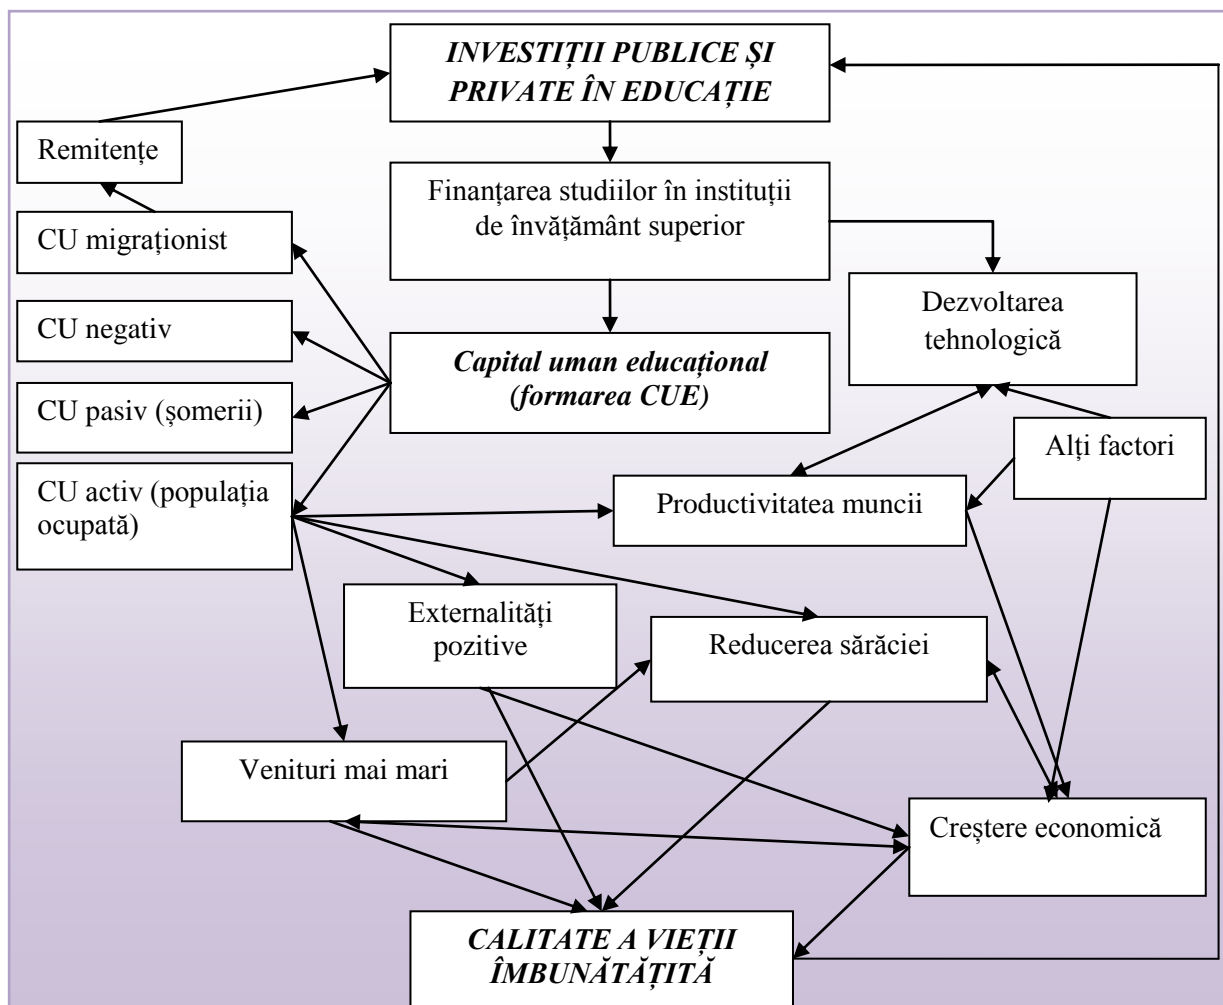 INVESTIȚII PUBLICE ȘI
PRIVATE ÎN EDUCAȚIE
Remitențe
Finanțarea studiilor în instituții
de învățământ superior
CU migraționist
Dezvoltarea
tehnologică
CU negativ
Capital uman educațional
(formarea CUE)
CU pasiv (șomerii)
Alți factori
CU activ (populația
ocupată)
Productivitatea muncii
Externalități
pozitive
Reducerea sărăciei
Venituri mai mari
Creștere economică
CALITATE A VIEȚII
ÎMBUNĂTĂȚITĂ